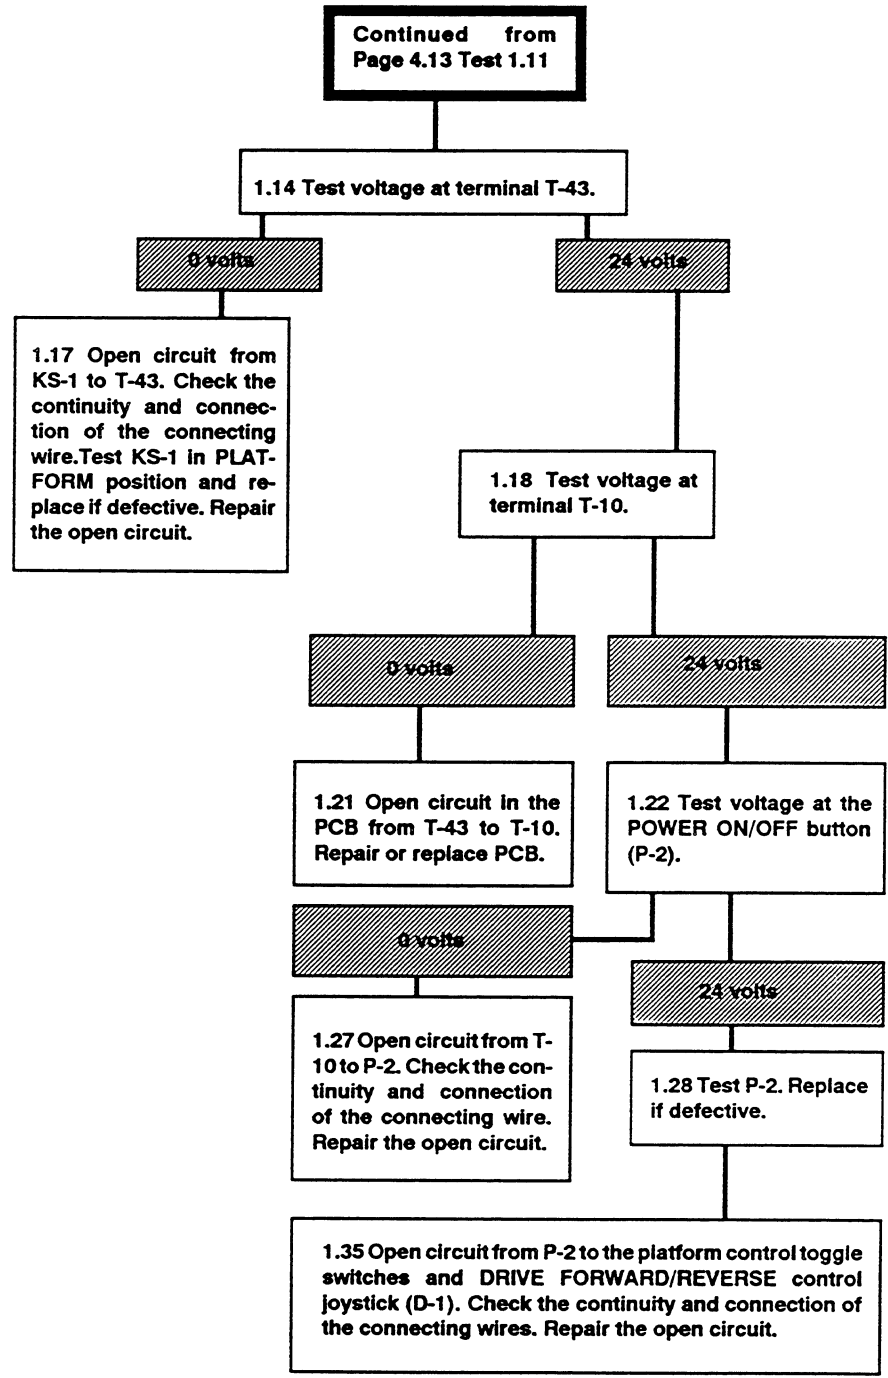 Continued from
Page 4.13 Test 1.11
1.14 Test voltage at terminal T-43.
0 volts
24 volts
1.17 Open circuit from
KS-1 to T-43. Check the
continuity and connec-
tion of the connecting
wire.Test KS-1 in PLAT-
FORM position and re-
place if defective. Repair
the open circuit.
1.18 Test voltage at
terminal T-10.
0 volts
24 volts
1.21 Open circuit in the
PCB from T-43 to T-10.
Repair or replace PCB.
1.22 Test voltage at the
POWER ON/OFF button
(P-2).
0 volts
24 volts
1.27 Open circuit from T-
10 to P-2. Check the con-
tinuity and connection
of the connecting wire.
Repair the open circuit.
1.28 Test P-2. Replace
if defective.
1.35 Open circuit from P-2 to the platform control toggle
switches and DRIVE FORWARD/REVERSE control
joystick (D-1). Check the continuity and connection of
the connecting wires. Repair the open circuit.